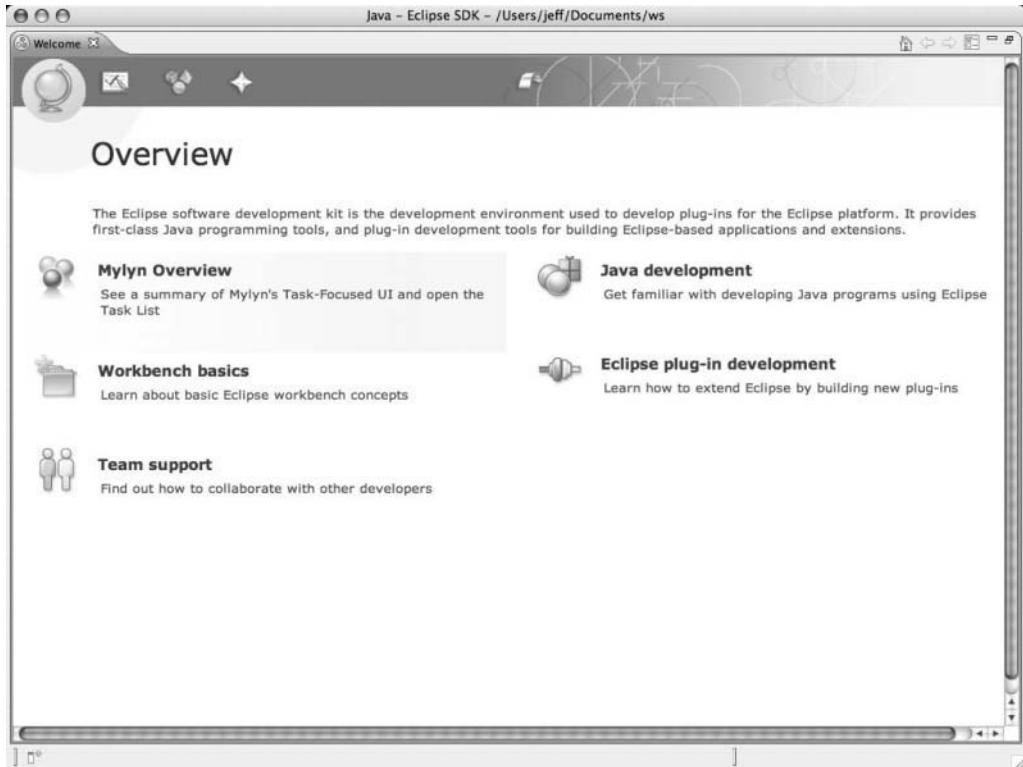 Java – Eclipse SDK – /Users/jeff/Documents/ws
Welcome
Overview
The Eclipse software development kit is the development environment used to develop plug-ins for the Eclipse platform. It provides
first-class Java programming tools, and plug-in development tools for building Eclipse-based applications and extensions.
Mylyn Overview
See a summary of Mylyn's Task-Focused UI and open the
Task List
Java development
Get familiar with developing Java programs using Eclipse
Workbench basics
Learn about basic Eclipse workbench concepts
Eclipse plug-in development
Learn how to extend Eclipse by building new plug-ins
Team support
Find out how to collaborate with other developers